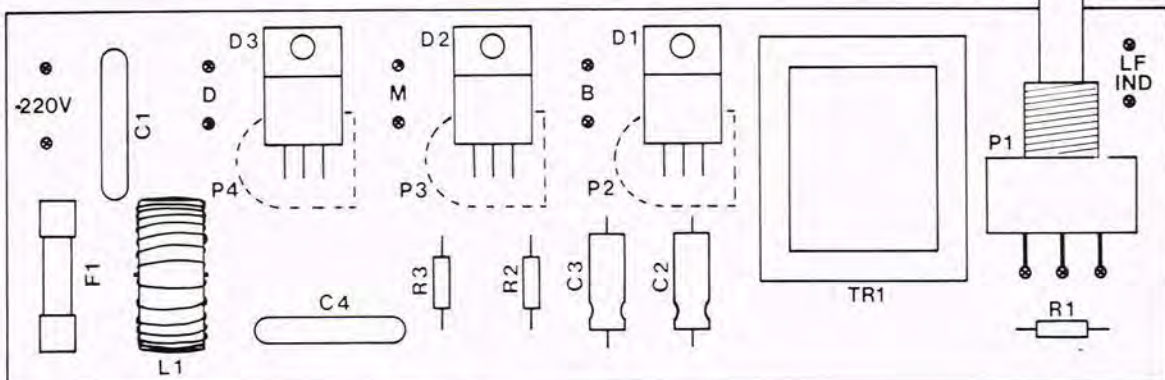 D3
D2
D1
LF
IND
D
M
B
~220V
C1
P1
P4
P3
P2
F1
R3
R2
C3
C2
C4
TR1
R1
L1